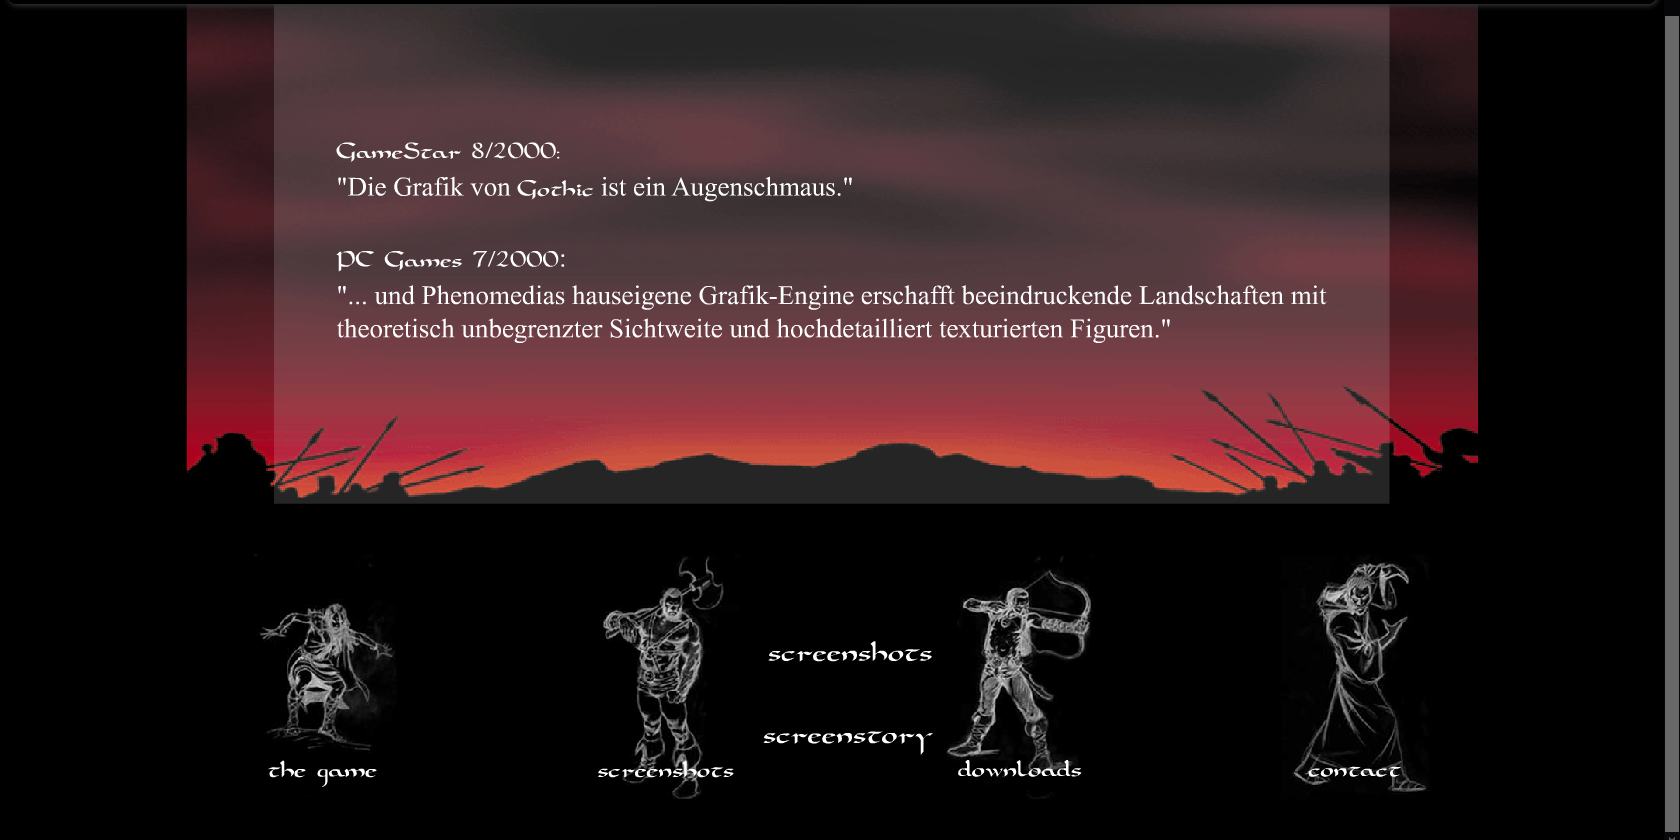 GameStar 8/2000:
"Die Grafik von Gothic ist ein Augenschmaus."
PC Games 7/2000:
"... und Phenomedias hauseigene Grafik-Engine erschafft beeindruckende Landschaften mit
theoretisch unbegrenzter Sichtweite und hochdetailliert texturierten Figuren."
screenshots
screenstory
the game
screenshots
downloads
contact